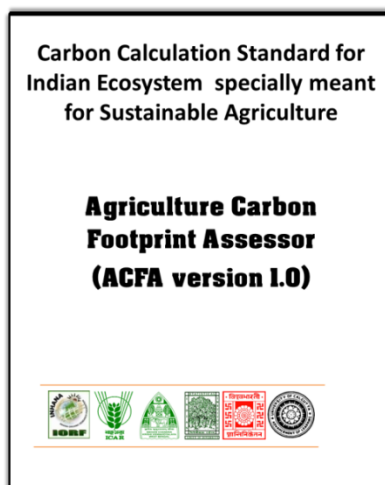 Carbon Calculation Standard for
Indian Ecosystem specially meant
for Sustainable Agriculture
Agriculture Carbon
Footprint Assessor
(ACFA version 1.0)
INHANA
IORF
ICAR